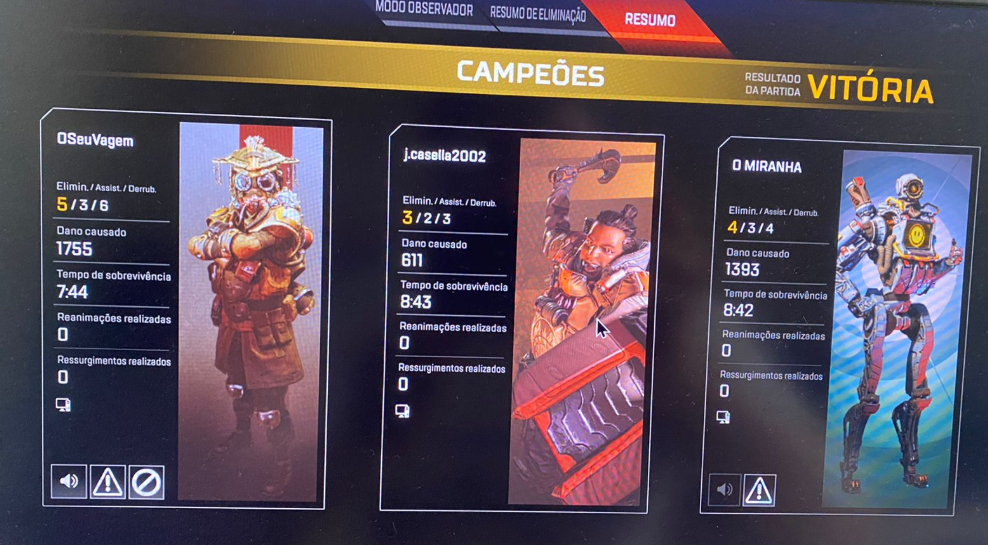 MODO OBSERVADOR
RESUMO DE ELIMINAÇÃO
RESUMO
CAMPEÕES
RESULTADO
DA PARTIDA
VITÓRIA
OSeuVagem
Elimin. / Assist. / Derrub.
5 / 3 / 6
Dano causado
1755
Tempo de sobrevivência
7:44
Reanimações realizadas
0
Ressurgimentos realizados
0
j.casella2002
Elimin. / Assist. / Derrub.
3 / 2 / 3
Dano causado
611
Tempo de sobrevivência
8:43
Reanimações realizadas
0
Ressurgimentos realizados
0
O MIRANHA
Elimin. / Assist. / Derrub.
4 / 3 / 4
Dano causado
1393
Tempo de sobrevivência
8:42
Reanimações realizadas
0
Ressurgimentos realizados
0